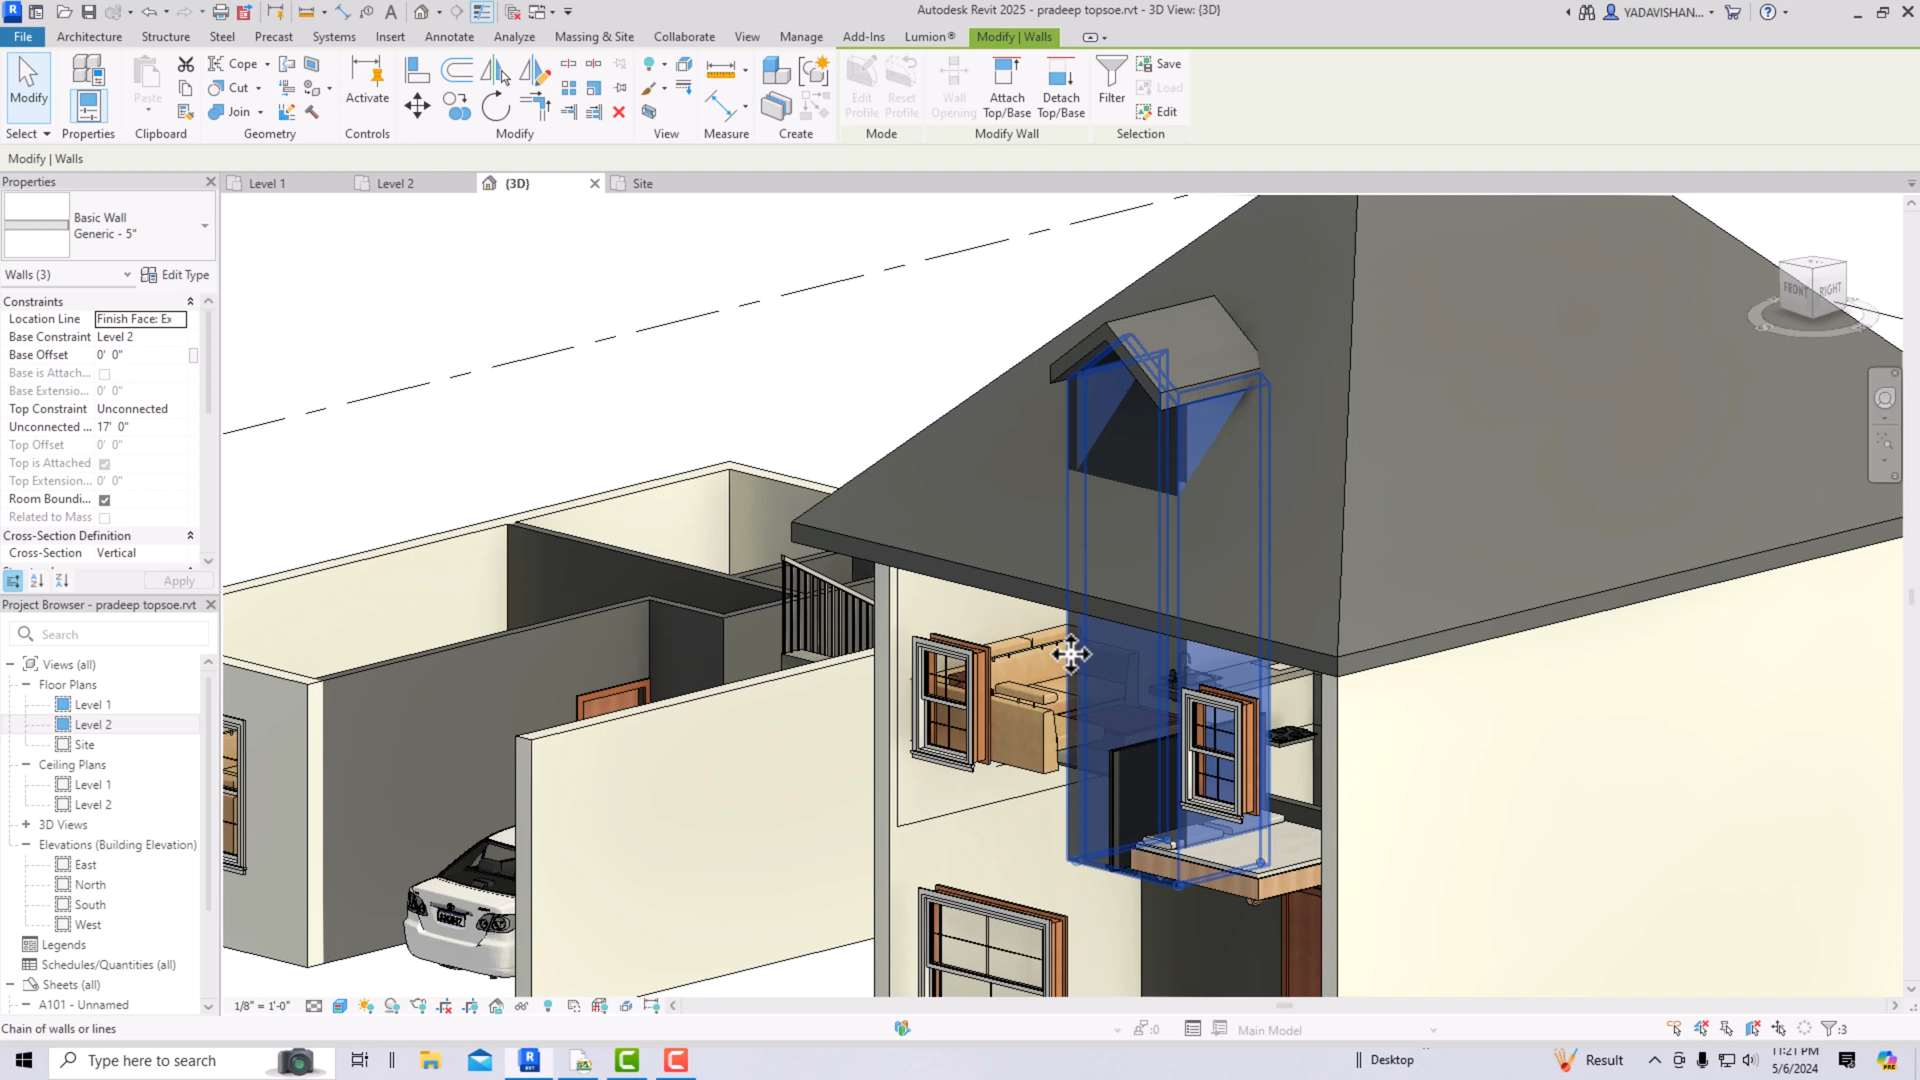 Autodesk Revit 2025 - pradeep topsoe.rvt - 3D View: {3D}
YADAVISHAN...
File Architecture Structure Steel Precast Systems Insert Annotate Analyze Massing & Site Collaborate View Manage Add-Ins Lumion® Modify | Walls
Modify
Paste
Cope
Cut
Join
Activate
Edit Profile
Reset Profile
Wall Opening
Attach Top/Base
Detach Top/Base
Filter
Save
Load
Edit
Select Properties Clipboard Geometry Controls Modify View Measure Create Mode Modify Wall Selection
Modify | Walls
Properties
Level 1 Level 2 {3D} Site
Basic Wall
Generic - 5"
Walls (3) Edit Type
Constraints
Location Line Finish Face: Ex
Base Constraint Level 2
Base Offset 0' 0"
Base is Attach...
Base Extensio... 0' 0"
Top Constraint Unconnected
Unconnected ... 17' 0"
Top Offset 0' 0"
Top is Attached
Top Extension... 0' 0"
Room Boundi...
Related to Mass
Cross-Section Definition
Cross-Section Vertical
Apply
Project Browser - pradeep topsoe.rvt
Search
Views (all)
Floor Plans
Level 1
Level 2
Site
Ceiling Plans
Level 1
Level 2
3D Views
Elevations (Building Elevation)
East
North
South
West
Legends
Schedules/Quantities (all)
Sheets (all)
A101 - Unnamed
FRONT RIGHT
1/8" = 1'-0"
Chain of walls or lines
:0
Main Model
:3
Type here to search
Desktop
Result
11:21 PM
5/6/2024